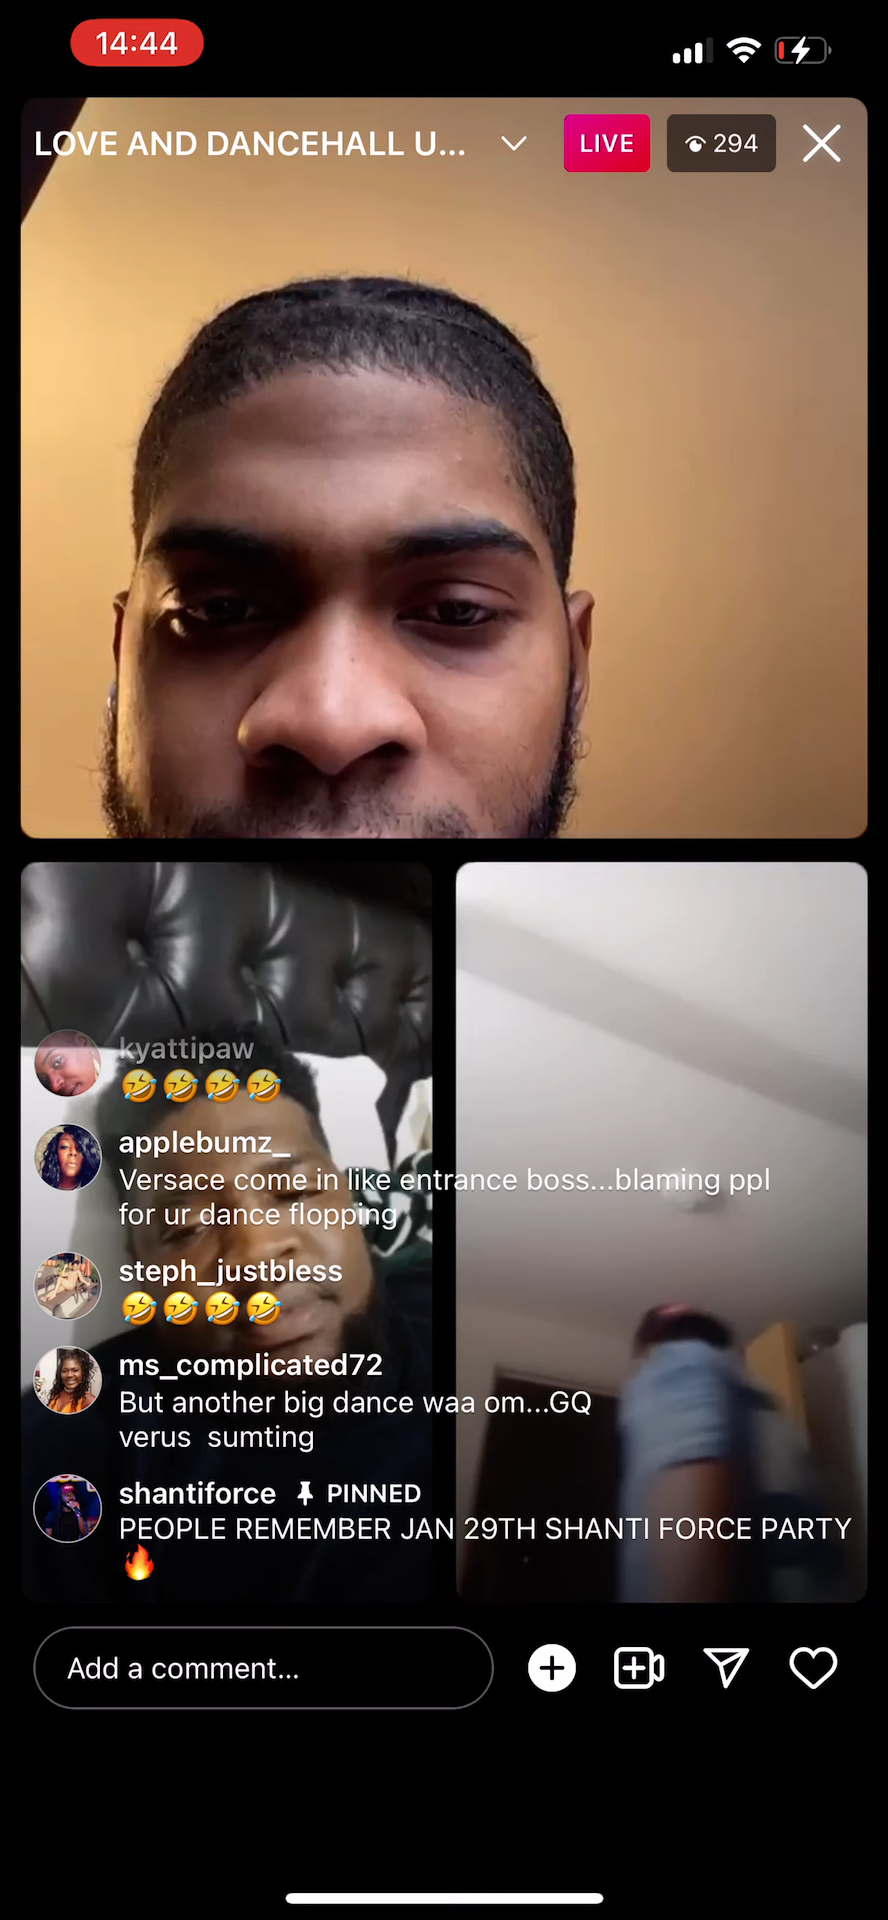 14:44
LOVE AND DANCEHALL U...
LIVE
294
kyattipaw
🤣🤣🤣🤣
applebumz_
Versace come in like entrance boss...blaming ppl
for ur dance flopping
steph_justbless
🤣🤣🤣🤣
ms_complicated72
But another big dance waa om...GQ
verus  sumting
shantiforce PINNED
PEOPLE REMEMBER JAN 29TH SHANTI FORCE PARTY
🔥
Add a comment...